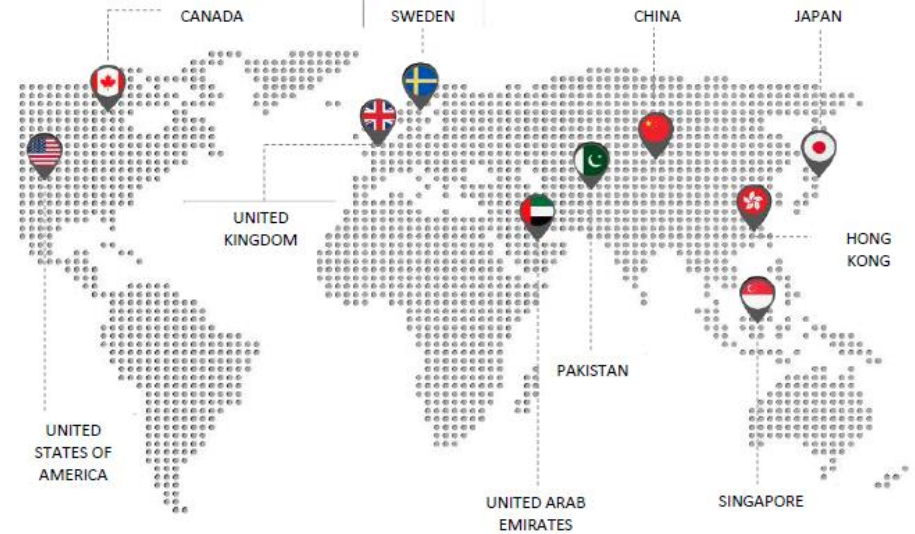 CANADA
SWEDEN
CHINA
JAPAN
UNITED
KINGDOM
HONG
KONG
PAKISTAN
UNITED
STATES OF
AMERICA
UNITED ARAB
EMIRATES
SINGAPORE